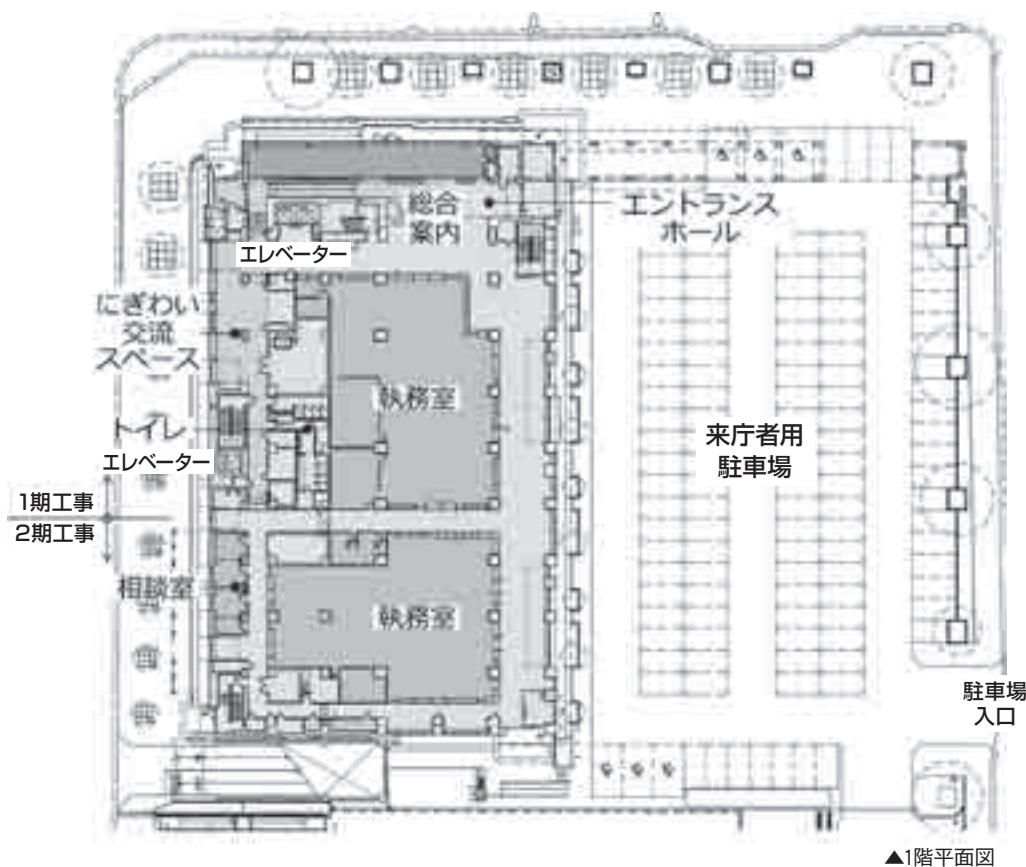 総合
案内
エントランス
ホール
エレベーター
にぎわい
交流
スペース
執務室
トイレ
エレベーター
来庁者用
駐車場
1期工事
2期工事
相談室
執務室
駐車場
入口
▲1階平面図